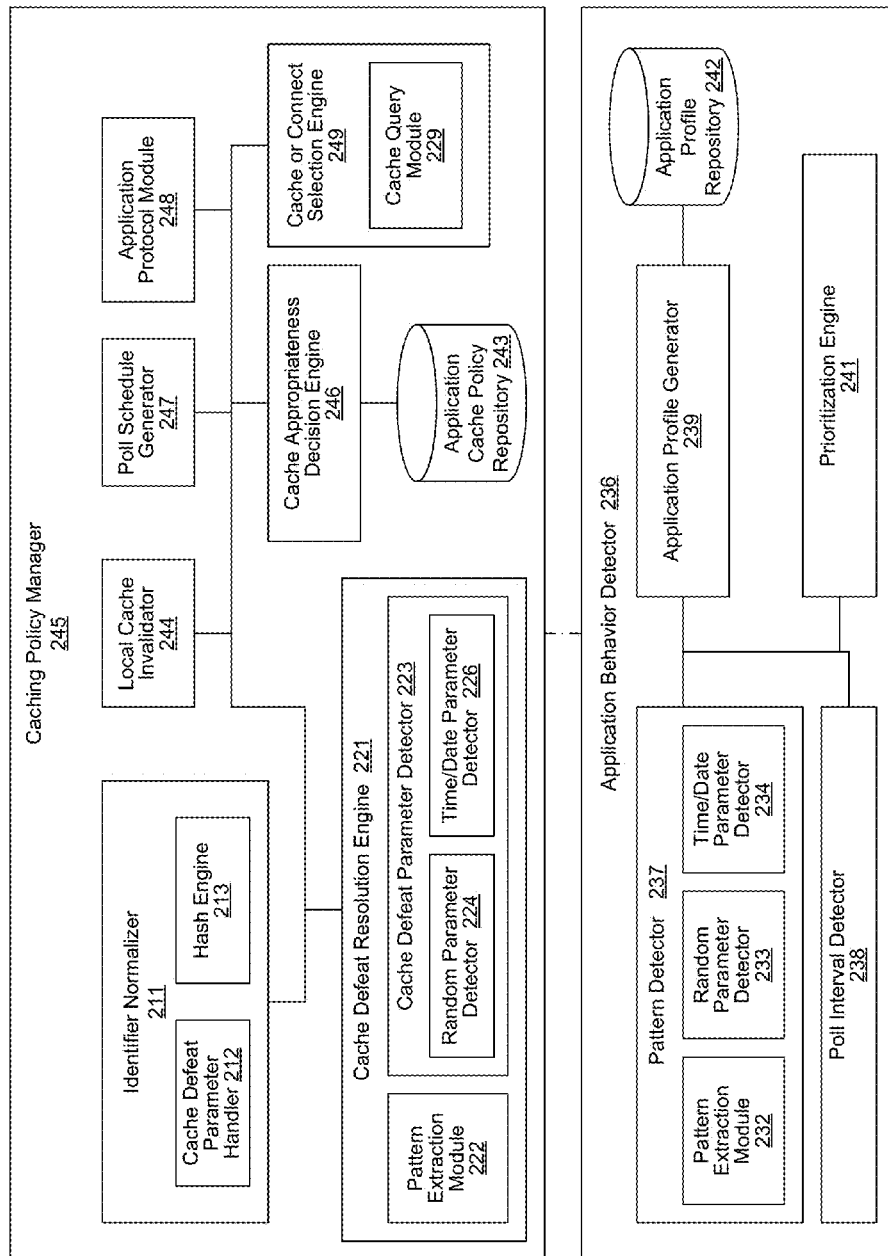 Caching Policy Manager
245
Identifier Normalizer
211
Cache Defeat
Parameter
Handler 212
Hash Engine
213
Local Cache
Invalidator
244
Poll Schedule
Generator
247
Application
Protocol Module
248
Cache Defeat Resolution Engine 221
Pattern
Extraction
Module
222
Cache Defeat Parameter Detector 223
Random Parameter
Detector 224
Time/Date Parameter
Detector 226
Cache Appropriateness
Decision Engine
246
Application
Cache Policy
Repository 243
Cache or Connect
Selection Engine
249
Cache Query
Module
229
Application Behavior Detector 236
Pattern Detector 237
Pattern
Extraction
Module
232
Random
Parameter
Detector
233
Time/Date
Parameter
Detector
234
Poll Interval Detector
238
Application Profile Generator
239
Application
Profile
Repository 242
Prioritization Engine
241